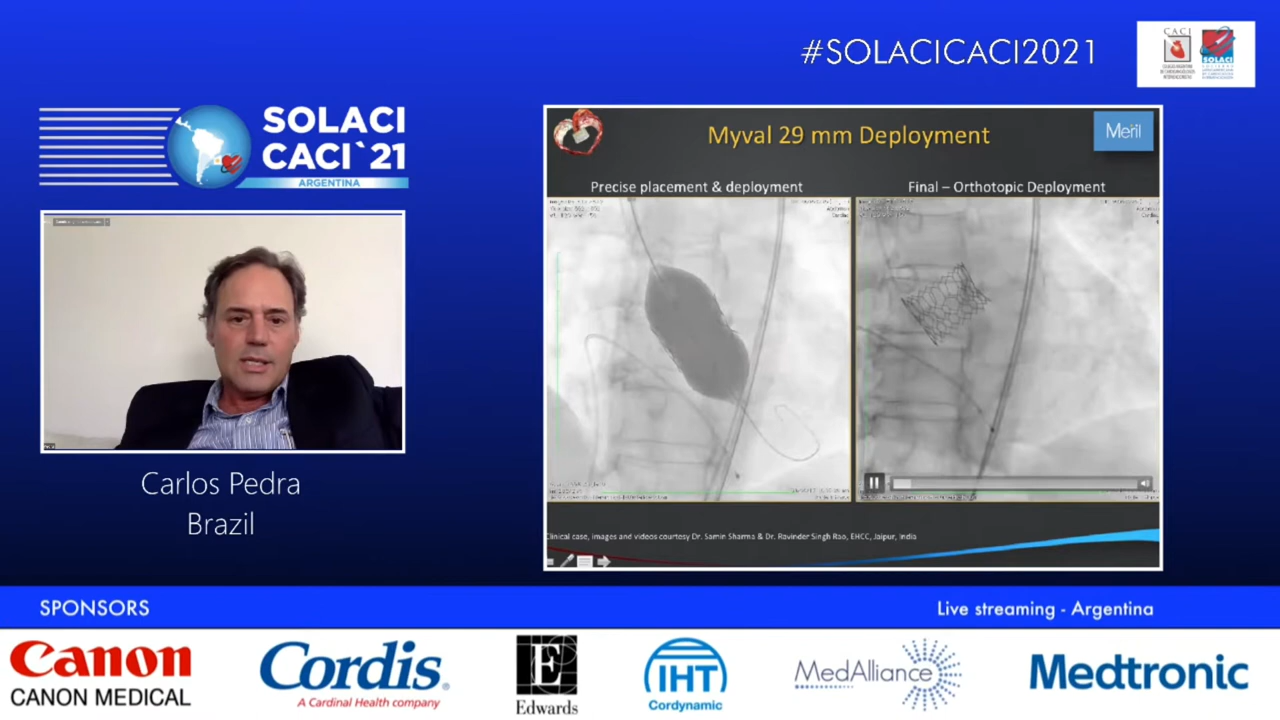 #SOLACICACI2021
CACI
SOLACI
SOLACI
CACI`21
ARGENTINA
Carlos Pedra
Brazil
Meril
Myval 29 mm Deployment
Precise placement & deployment
Final – Orthotopic Deployment
Clinical case, images and videos courtesy Dr. Samin Sharma & Dr. Ravinder Singh Rao, EHCC, Jaipur, India
SPONSORS
Live streaming - Argentina
Canon
CANON MEDICAL
Cordis
A Cardinal Health company
E
Edwards
IHT
Cordynamic
MedAlliance
Medtronic